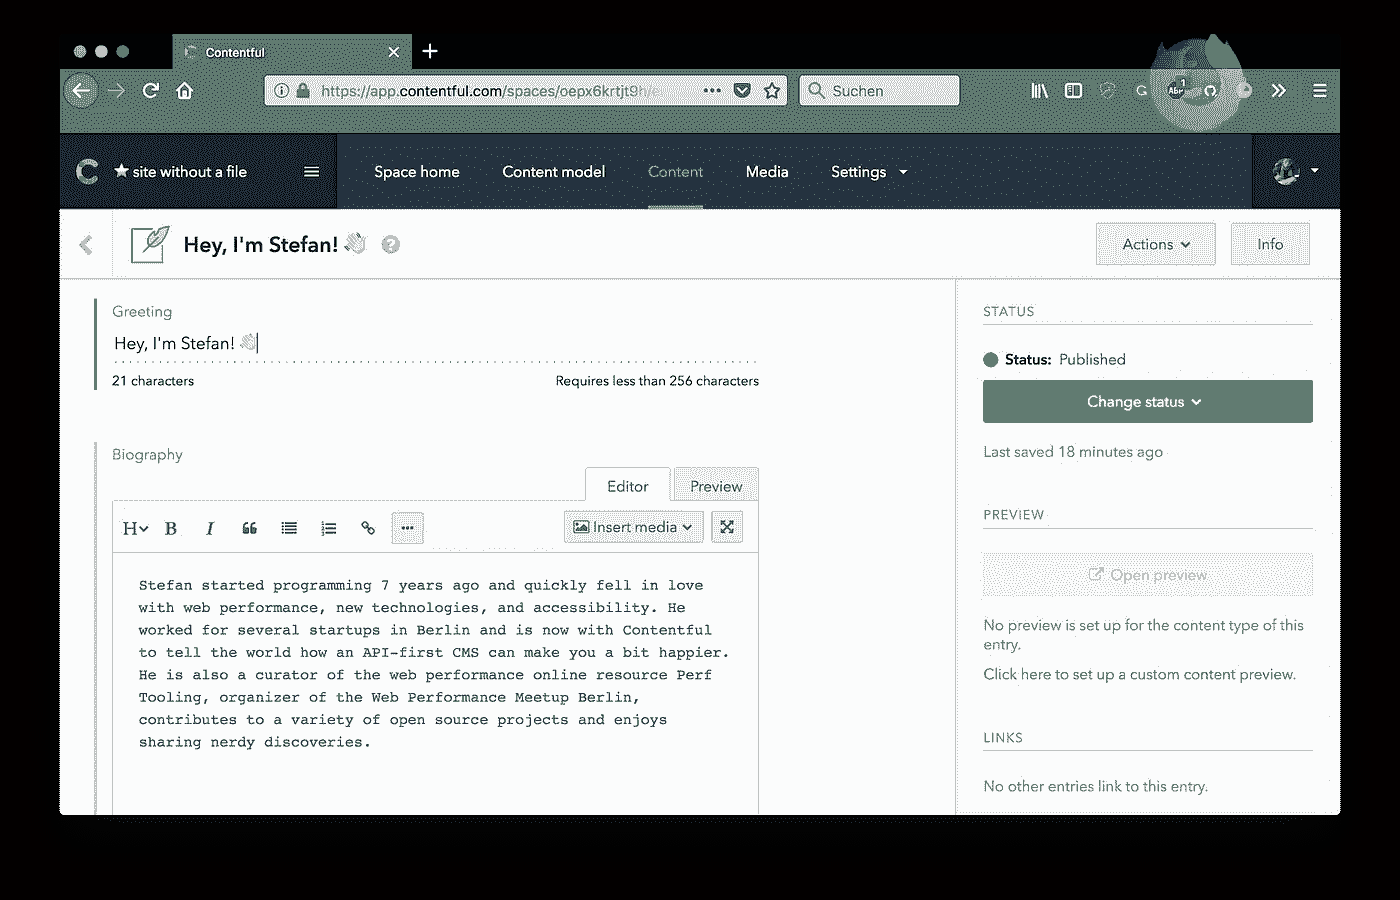 Contentful
https://app.contentful.com/spaces/oepx6krtjt9h/e
Suchen
G
ABP
1
C
site without a file
Space home
Content model
Content
Media
Settings
Hey, I'm Stefan! 👋
?
Actions
Info
Greeting
Hey, I'm Stefan! 👋
21 characters
Requires less than 256 characters
Biography
Editor
Preview
H
B
I
Insert media
Stefan started programming 7 years ago and quickly fell in love
with web performance, new technologies, and accessibility. He
worked for several startups in Berlin and is now with Contentful
to tell the world how an API-first CMS can make you a bit happier.
He is also a curator of the web performance online resource Perf
Tooling, organizer of the Web Performance Meetup Berlin,
contributes to a variety of open source projects and enjoys
sharing nerdy discoveries.
STATUS
Status: Published
Change status
Last saved 18 minutes ago
PREVIEW
Open preview
No preview is set up for the content type of this
entry.
Click here to set up a custom content preview.
LINKS
No other entries link to this entry.